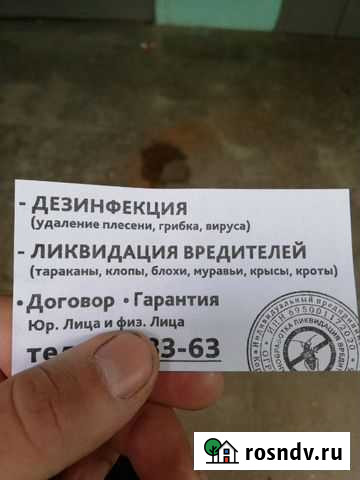 - ДЕЗИНФЕКЦИЯ
(удаление плесени, грибка, вируса)
- ЛИКВИДАЦИЯ ВРЕДИТЕЛЕЙ
(тараканы, клопы, блохи, муравьи, крысы, кроты)
• Договор • Гарантия
Юр. Лица и физ. Лица
33-63
rosndv.ru